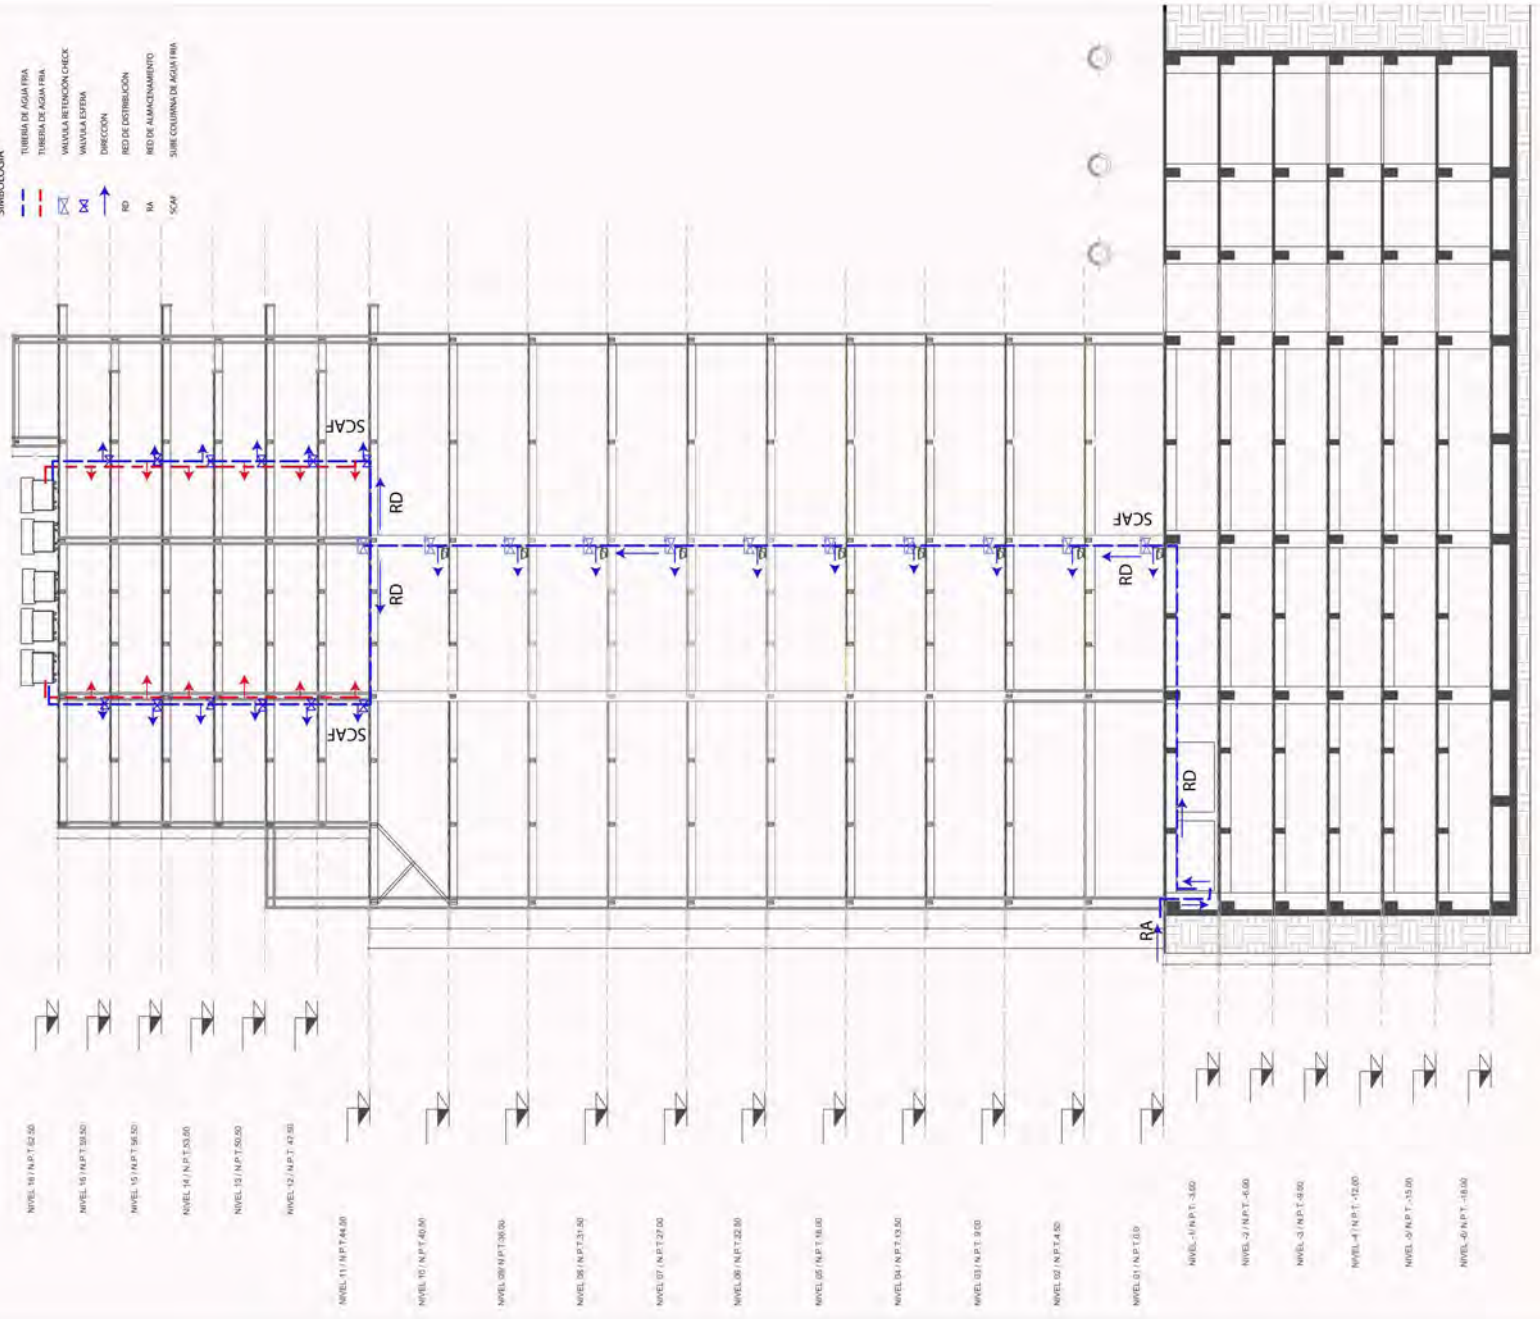 SIMBOLOGIA
TUBERIA DE AGUA FRIA
TUBERIA DE AGUA FRIA
VALVULA RETENCION CHECK
VALVULA ESFERA
DIRECCION
RD RED DE DISTRIBUCIÓN
RA RED DE ALMACENAMIENTO
SCAF SUBE COLUMNA DE AGUA FRIA
SCAF
RD
RD
SCAF
SCAF
RD
RD
RA
NIVEL 16 / N.P.T. 62.50
NIVEL 16 / N.P.T. 59.50
NIVEL 15 / N.P.T. 56.50
NIVEL 14 / N.P.T. 53.50
NIVEL 13 / N.P.T. 50.50
NIVEL 12 / N.P.T. 47.50
NIVEL 11 / N.P.T. 44.50
NIVEL 10 / N.P.T. 40.50
NIVEL 09/ N.P.T. 36.00
NIVEL 08 / N.P.T. 31.50
NIVEL 07 / N.P.T. 27.00
NIVEL 06 / N.P.T. 22.50
NIVEL 05 / N.P.T. 18.00
NIVEL 04 / N.P.T. 13.50
NIVEL 03 / N.P.T. 9.00
NIVEL 02 / N.P.T. 4.50
NIVEL 01 / N.P.T. 0.0
NIVEL -1/ N.P.T. -3.00
NIVEL -2 / N.P.T. -6.00
NIVEL -3 / N.P.T. -9.00
NIVEL -4 / N.P.T. -12.00
NIVEL -5/ N.P.T. -15.00
NIVEL -6/ N.P.T. -18.00